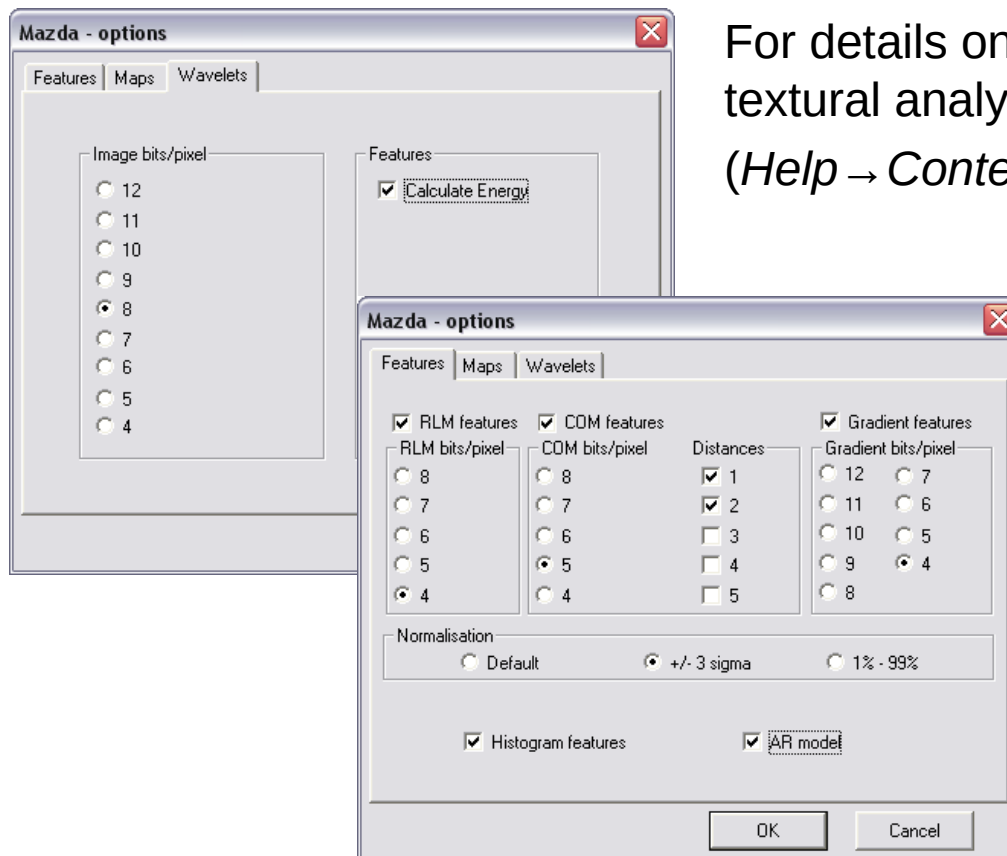 Mazda - options
Features Maps Wavelets
Image bits/pixel
12
11
10
9
8
7
6
5
4
Features
Calculate Energy
For details on
textural analy
(Help → Conte
Mazda - options
Features Maps Wavelets
RLM features COM features Gradient features
RLM bits/pixel COM bits/pixel Distances Gradient bits/pixel
8 8 1 12 7
7 7 2 11 6
6 6 3 10 5
5 5 4 9 4
4 4 5 8
Normalisation
Default +/- 3 sigma 1% - 99%
Histogram features AR model
OK Cancel